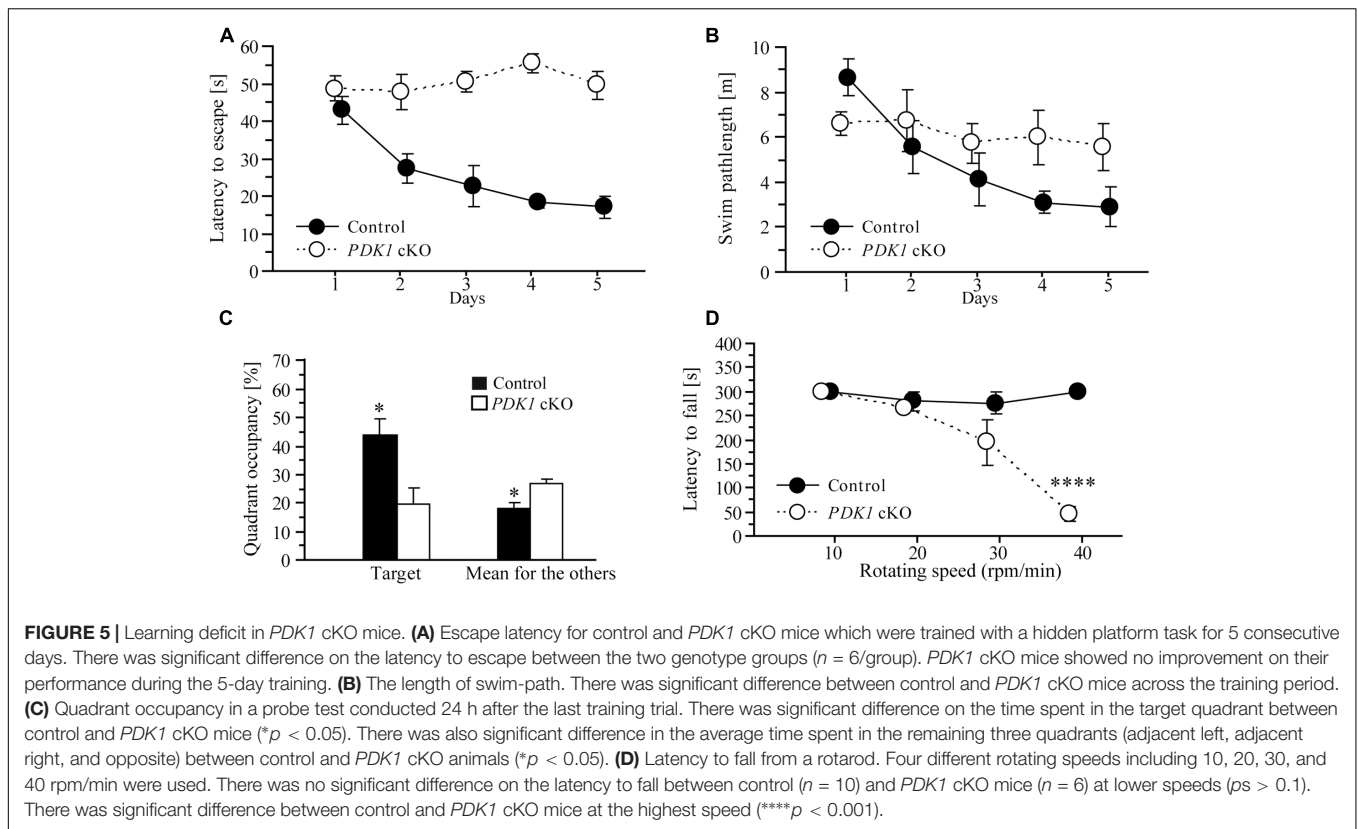 A
Latency to escape [s]
60
50
40
30
20
10
0
Control
PDK1 cKO
1 2 3 4 5
Days
B
Swim pathlength [m]
10
8
6
4
2
0
Control
PDK1 cKO
1 2 3 4 5
Days
C
Quadrant occupancy [%]
70
60
50
40
30
20
10
0
Control
PDK1 cKO
*
*
Target Mean for the others
D
Latency to fall [s]
400
350
300
250
200
150
100
50
0
Control
PDK1 cKO
****
10 20 30 40
Rotating speed (rpm/min)
FIGURE 5 | Learning deficit in PDK1 cKO mice. (A) Escape latency for control and PDK1 cKO mice which were trained with a hidden platform task for 5 consecutive
days. There was significant difference on the latency to escape between the two genotype groups (n = 6/group). PDK1 cKO mice showed no improvement on their
performance during the 5-day training. (B) The length of swim-path. There was significant difference between control and PDK1 cKO mice across the training period.
(C) Quadrant occupancy in a probe test conducted 24 h after the last training trial. There was significant difference on the time spent in the target quadrant between
control and PDK1 cKO mice (*p < 0.05). There was also significant difference in the average time spent in the remaining three quadrants (adjacent left, adjacent
right, and opposite) between control and PDK1 cKO animals (*p < 0.05). (D) Latency to fall from a rotarod. Four different rotating speeds including 10, 20, 30, and
40 rpm/min were used. There was no significant difference on the latency to fall between control (n = 10) and PDK1 cKO mice (n = 6) at lower speeds (ps > 0.1).
There was significant difference between control and PDK1 cKO mice at the highest speed (****p < 0.001).